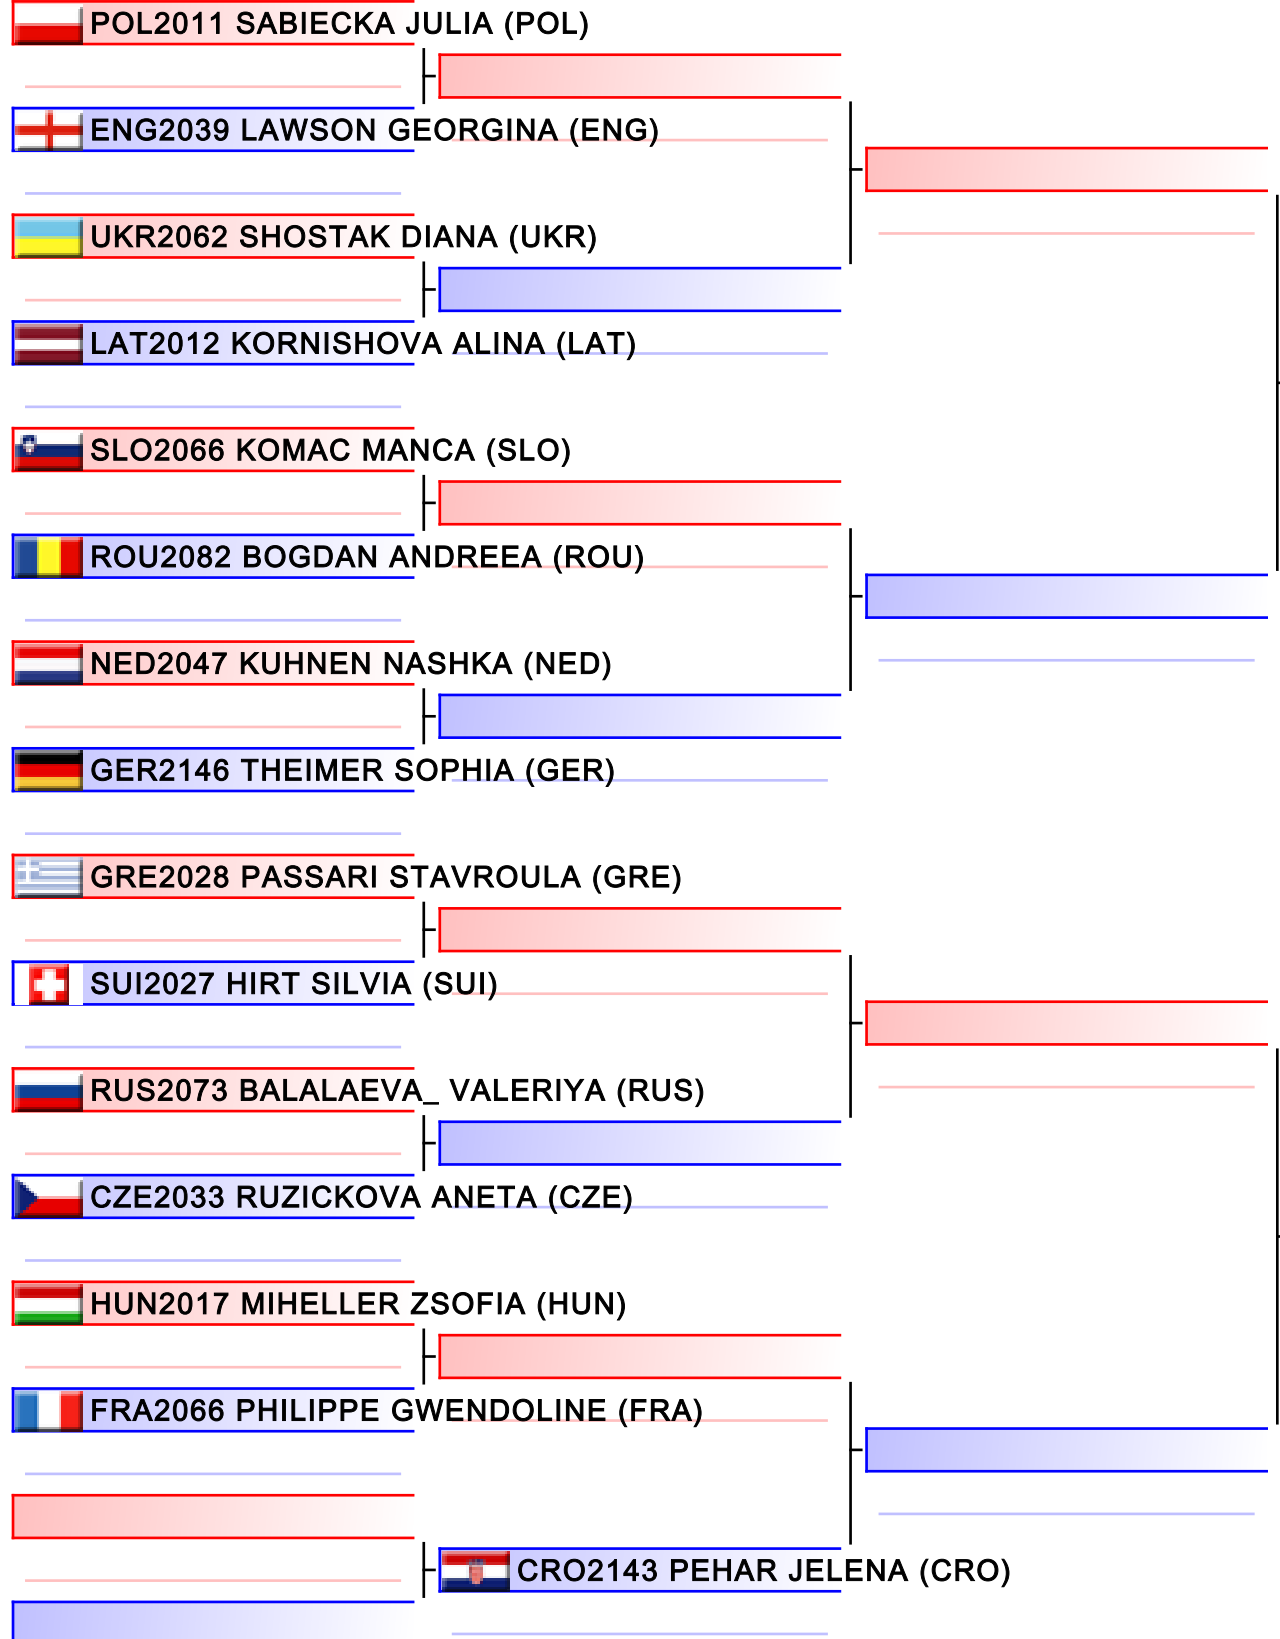 POL2011 SABIECKA JULIA (POL)
ENG2039 LAWSON GEORGINA (ENG)
UKR2062 SHOSTAK DIANA (UKR)
LAT2012 KORNISHOVA ALINA (LAT)
SLO2066 KOMAC MANCA (SLO)
ROU2082 BOGDAN ANDREEA (ROU)
NED2047 KUHNEN NASHKA (NED)
GER2146 THEIMER SOPHIA (GER)
GRE2028 PASSARI STAVROULA (GRE)
SUI2027 HIRT SILVIA (SUI)
RUS2073 BALALAEVA_ VALERIYA (RUS)
CZE2033 RUZICKOVA ANETA (CZE)
HUN2017 MIHELLER ZSOFIA (HUN)
FRA2066 PHILIPPE GWENDOLINE (FRA)
CRO2143 PEHAR JELENA (CRO)